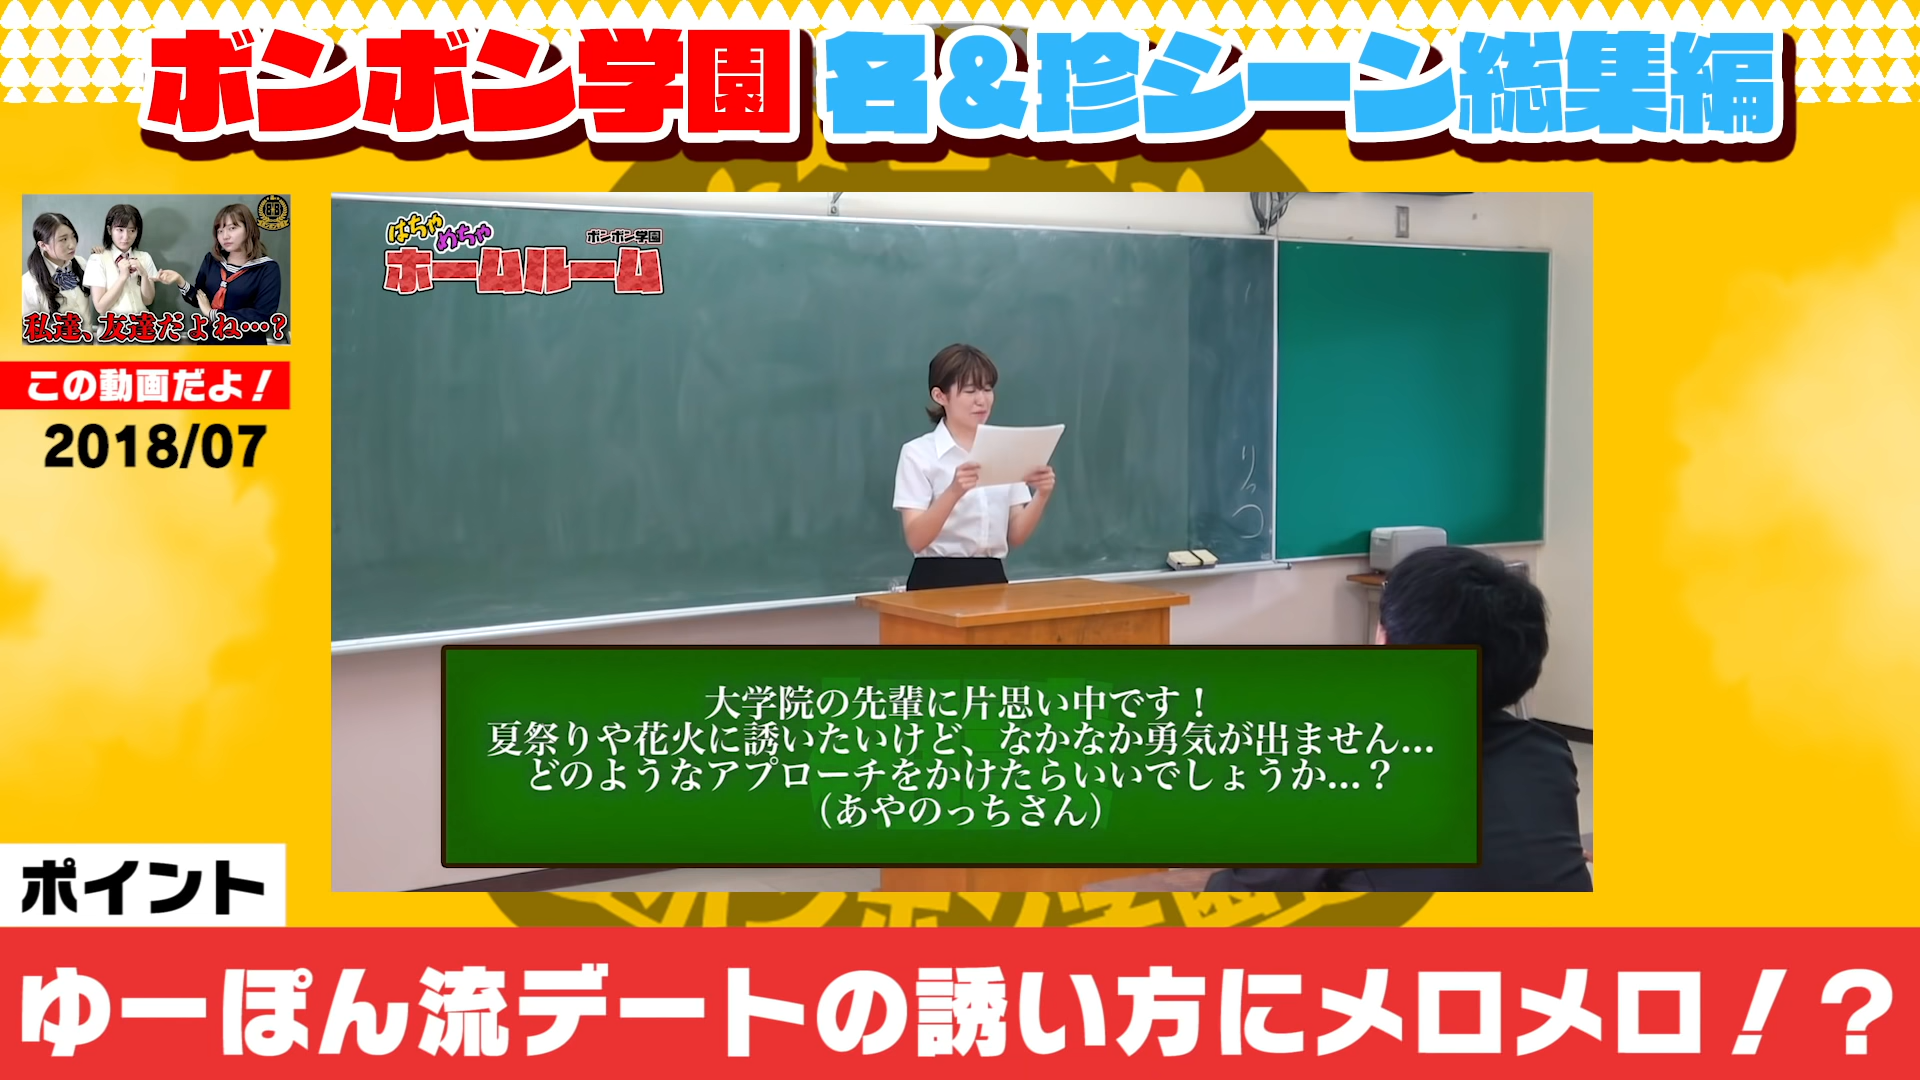 ボンボン学園 名&珍シーン総集編
はちゃめちゃ
ボンボン学園
ホームルーム
私達、友達だよね…?
この動画だよ!
2018/07
大学院の先輩に片思い中です!
夏祭りや花火に誘いたいけど、なかなか勇気が出ません...
どのようなアプローチをかけたらいいでしょうか...?
(あやのっちさん)
ポイント
ゆーぽん流デートの誘い方にメロメロ!?